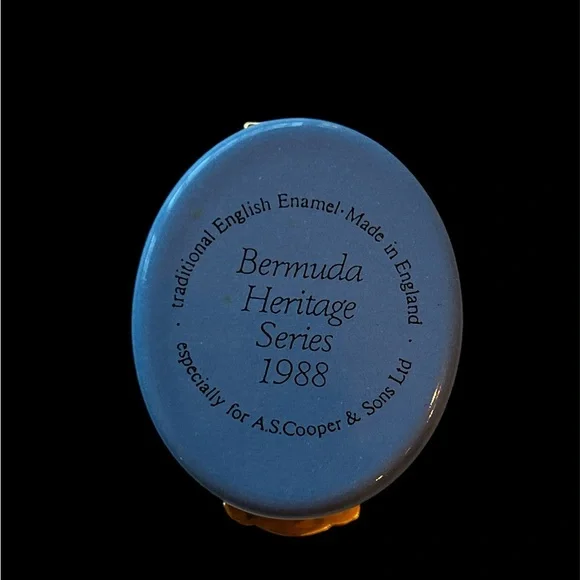 traditional English Enamel · Made in England ·
Bermuda
Heritage
Series
1988
especially for A.S.Cooper & Sons Ltd ·